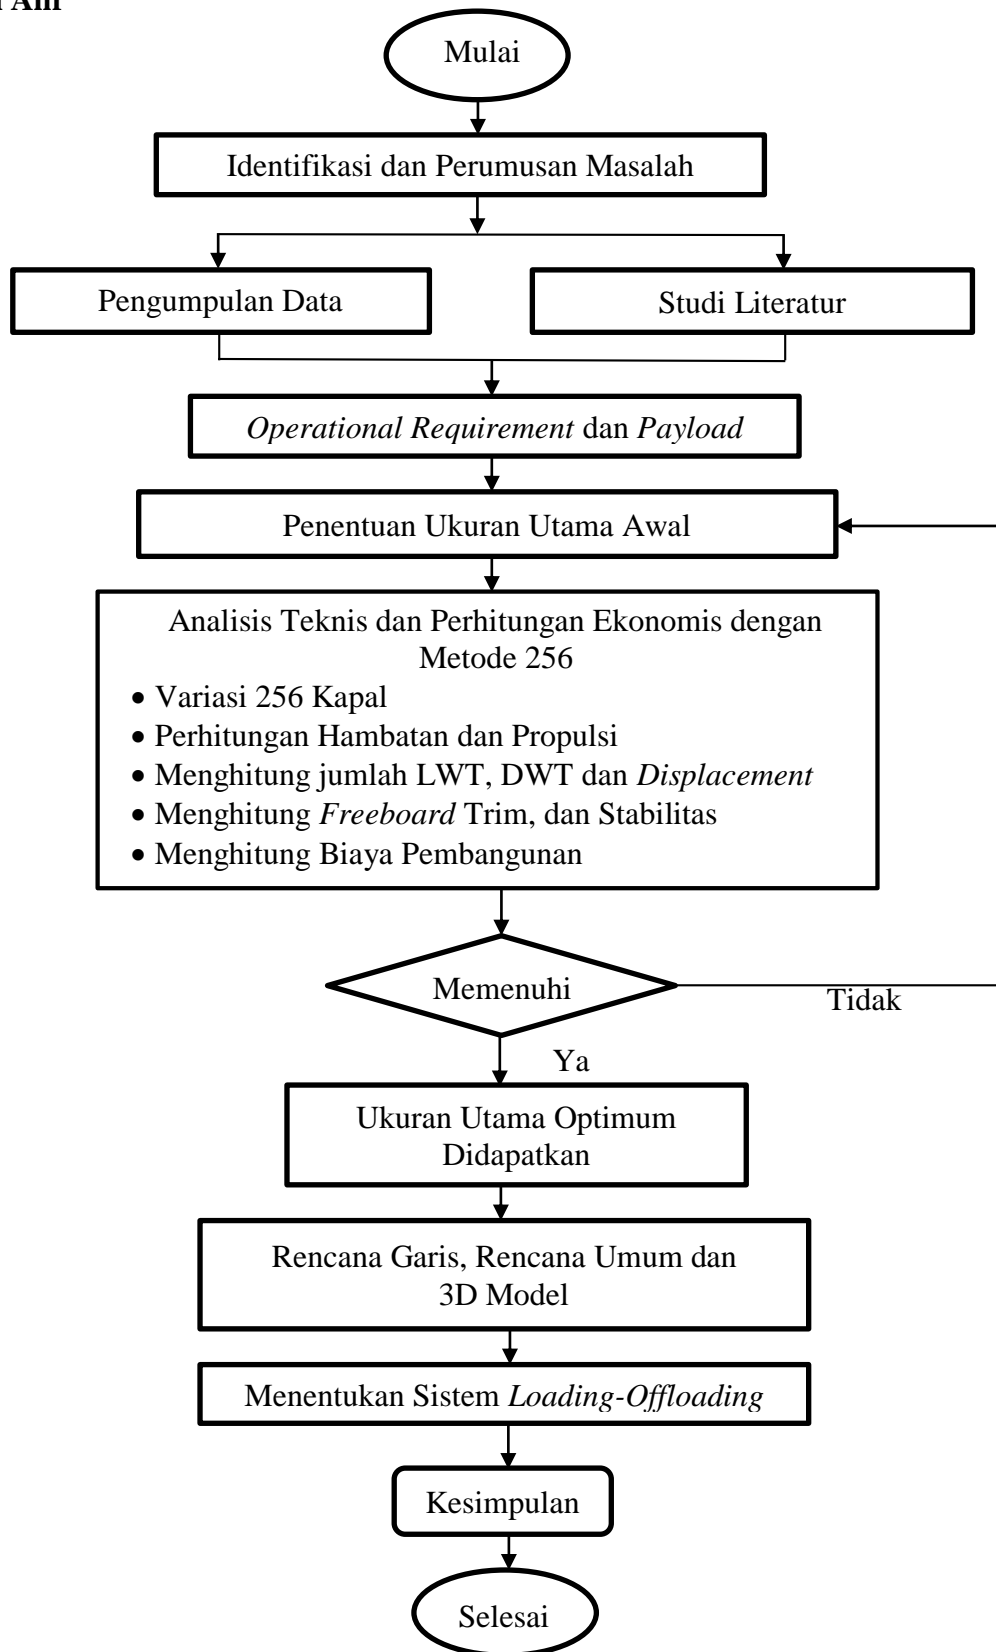 Mulai
Identifikasi dan Perumusan Masalah
Pengumpulan Data
Studi Literatur
Operational Requirement dan Payload
Penentuan Ukuran Utama Awal
Analisis Teknis dan Perhitungan Ekonomis dengan
Metode 256
• Variasi 256 Kapal
• Perhitungan Hambatan dan Propulsi
• Menghitung jumlah LWT, DWT dan Displacement
• Menghitung Freeboard Trim, dan Stabilitas
• Menghitung Biaya Pembangunan
Memenuhi
Tidak
Ya
Ukuran Utama Optimum
Didapatkan
Rencana Garis, Rencana Umum dan
3D Model
Menentukan Sistem Loading-Offloading
Kesimpulan
Selesai